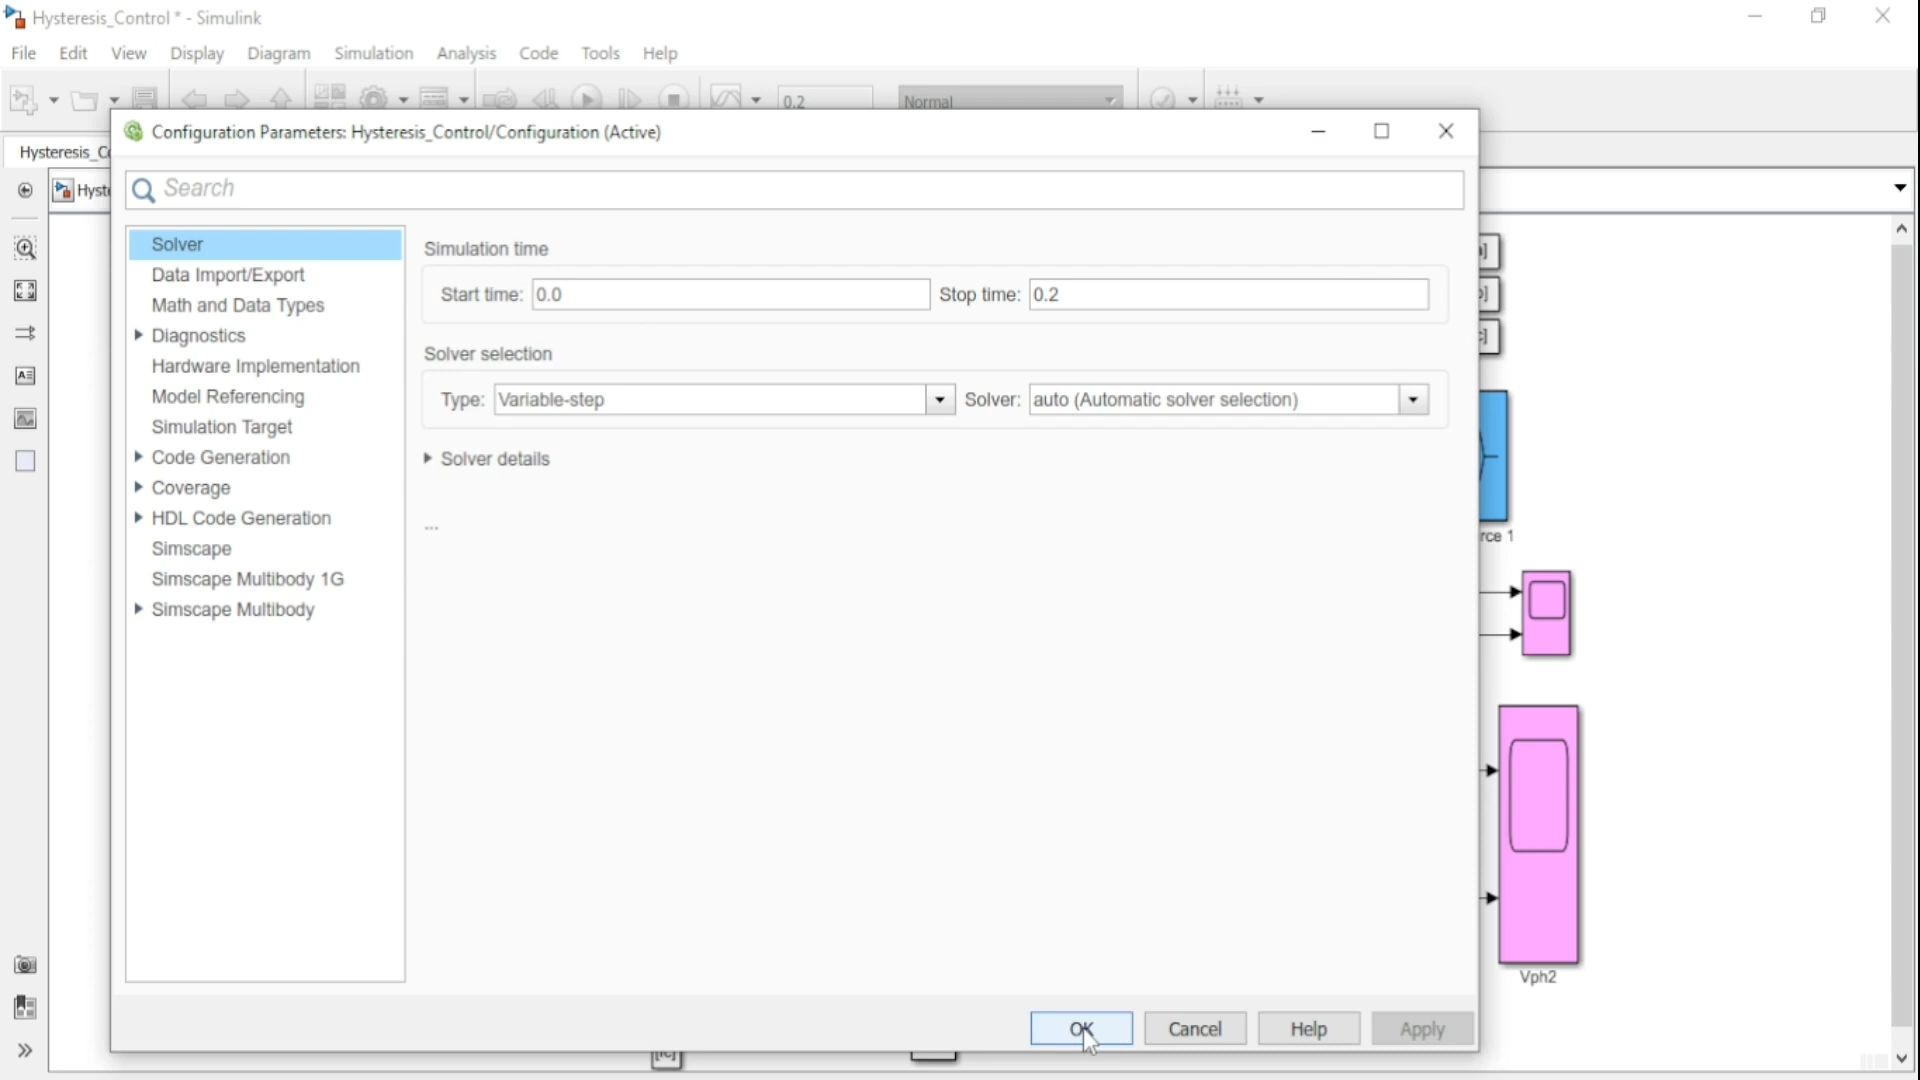 Hysteresis_Control * - Simulink
File Edit View Display Diagram Simulation Analysis Code Tools Help
0.2 Normal
Configuration Parameters: Hysteresis_Control/Configuration (Active)
Hysteresis_C
Search
Hyst
Solver
Data Import/Export
Math and Data Types
Diagnostics
Hardware Implementation
Model Referencing
Simulation Target
Code Generation
Coverage
HDL Code Generation
Simscape
Simscape Multibody 1G
Simscape Multibody
Simulation time
Start time: 0.0 Stop time: 0.2
Solver selection
Type: Variable-step Solver: auto (Automatic solver selection)
Solver details
...
rce 1
Vph2
OK Cancel Help Apply